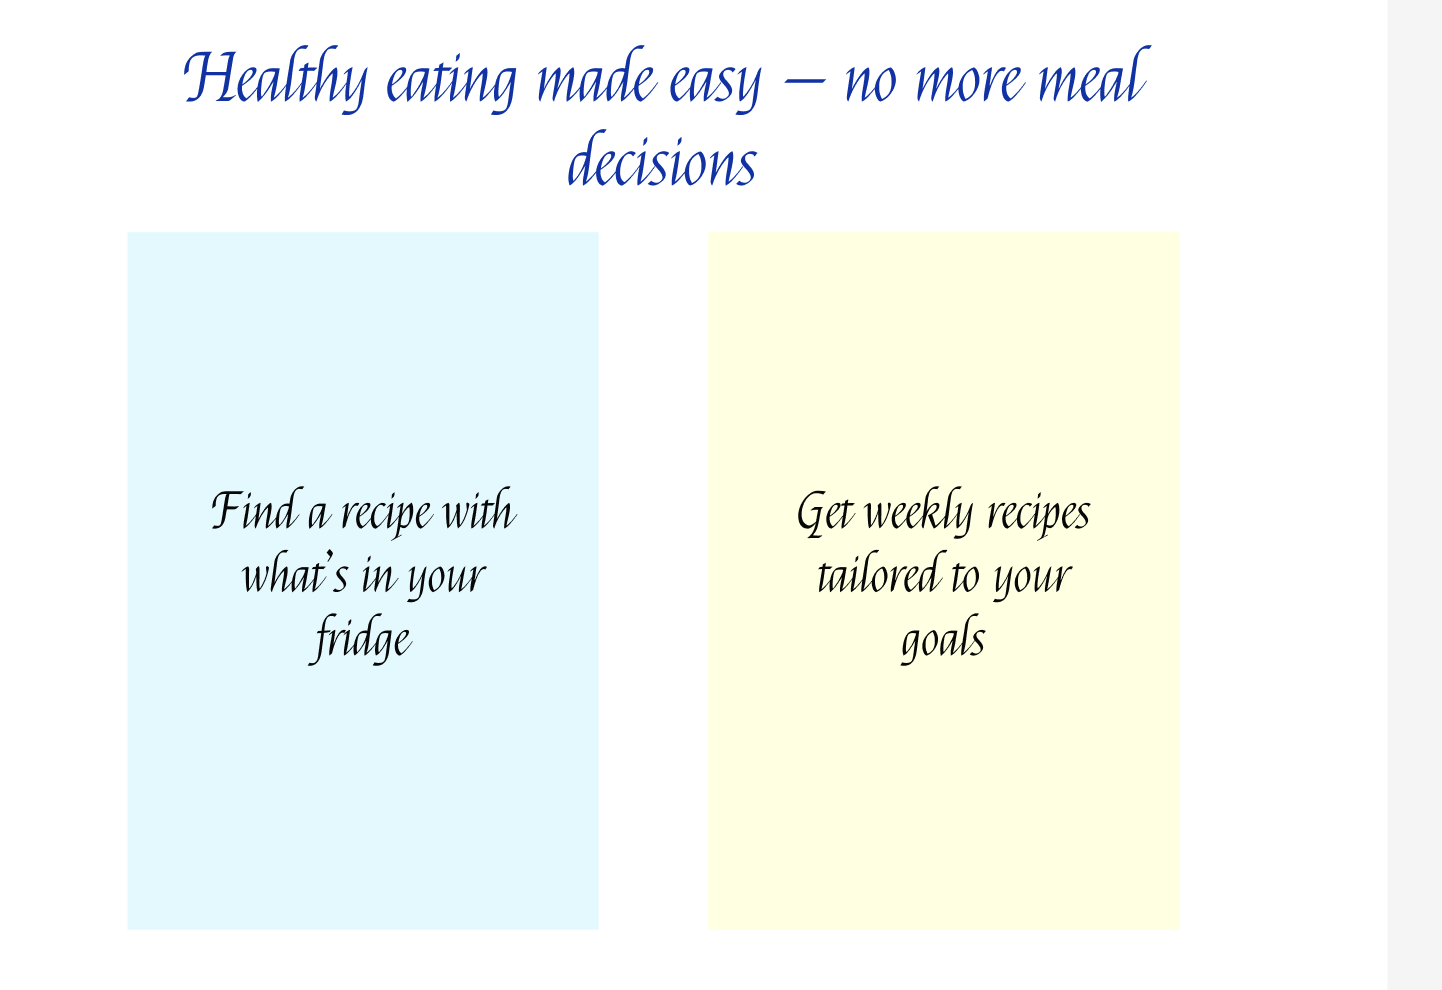 Healthy eating made easy – no more meal
decisions
Find a recipe with
what's in your
fridge
Get weekly recipes
tailored to your
goals